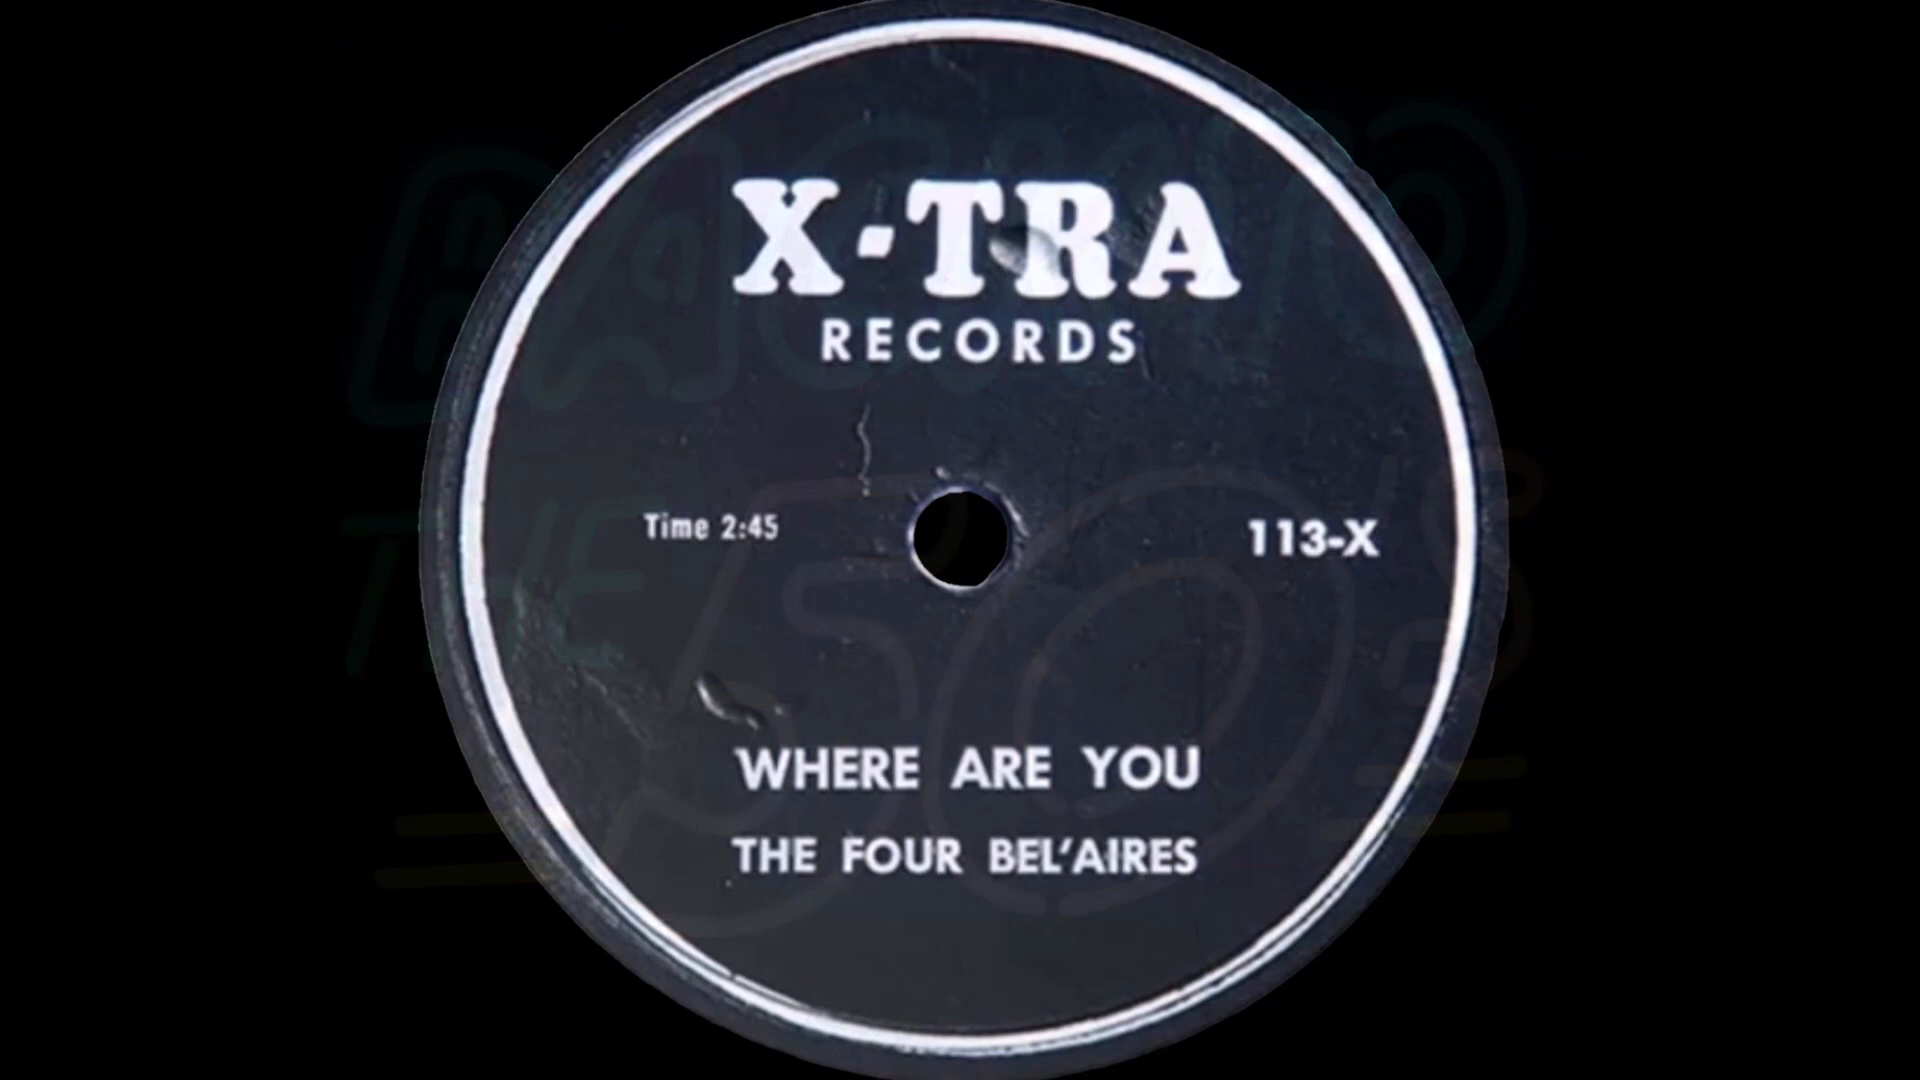 X-TRA
RECORDS
Time 2:45
113-X
WHERE ARE YOU
THE FOUR BEL'AIRES